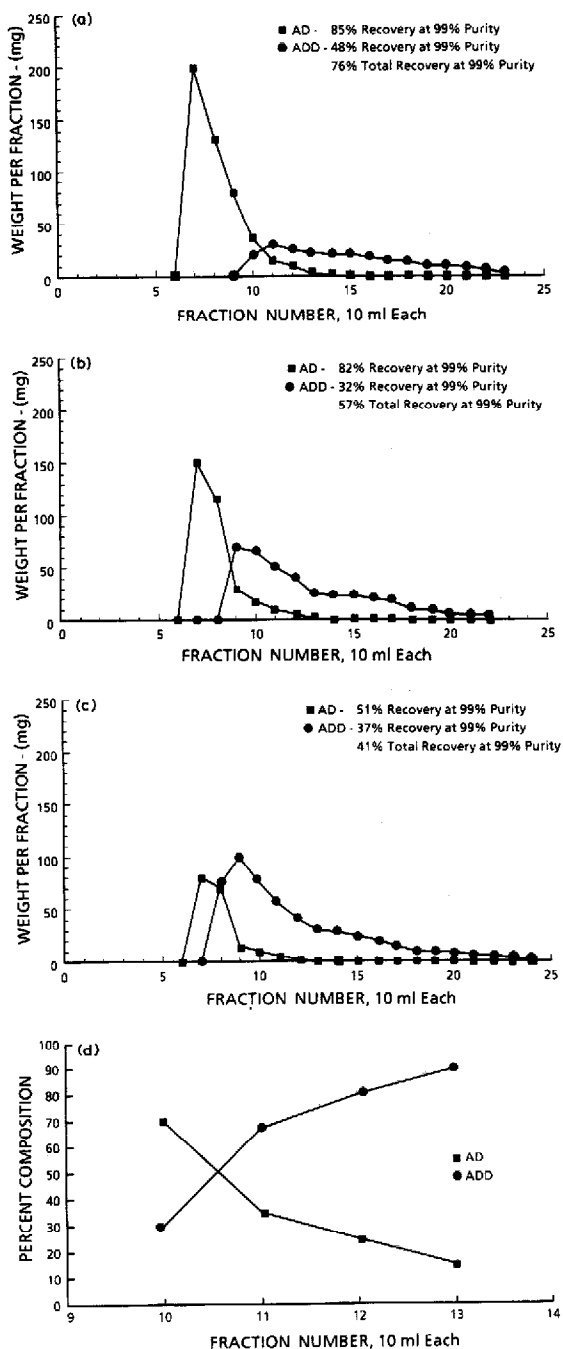 (a)
■ AD - 85% Recovery at 99% Purity
● ADD - 48% Recovery at 99% Purity
76% Total Recovery at 99% Purity
WEIGHT PER FRACTION - (mg)
250
200
150
100
50
0
0 5 10 15 20 25
FRACTION NUMBER, 10 ml Each
(b)
■ AD - 82% Recovery at 99% Purity
● ADD - 32% Recovery at 99% Purity
57% Total Recovery at 99% Purity
WEIGHT PER FRACTION - (mg)
250
200
150
100
50
0
0 5 10 15 20 25
FRACTION NUMBER, 10 ml Each
(c)
■ AD - 51% Recovery at 99% Purity
● ADD - 37% Recovery at 99% Purity
41% Total Recovery at 99% Purity
WEIGHT PER FRACTION - (mg)
250
200
150
100
50
0
0 5 10 15 20 25
FRACTION NUMBER, 10 ml Each
(d)
PERCENT COMPOSITION
100
90
80
70
60
50
40
30
20
10
0
■ AD
● ADD
9 10 11 12 13 14
FRACTION NUMBER, 10 ml Each